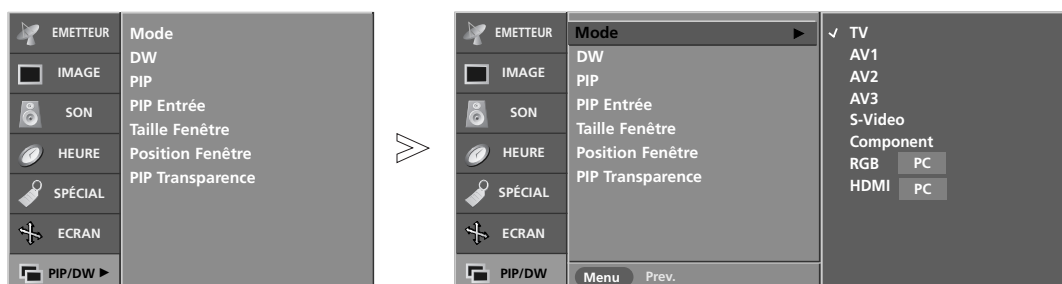 EMETTEUR
IMAGE
SON
HEURE
SPÉCIAL
ECRAN
PIP/DW ►
Mode
DW
PIP
PIP Entrée
Taille Fenêtre
Position Fenêtre
PIP Transparence
EMETTEUR
IMAGE
SON
HEURE
SPÉCIAL
ECRAN
PIP/DW
Mode ►
DW
PIP
PIP Entrée
Taille Fenêtre
Position Fenêtre
PIP Transparence
Menu Prev.
✓ TV
AV1
AV2
AV3
S-Video
Component
RGB PC
HDMI PC